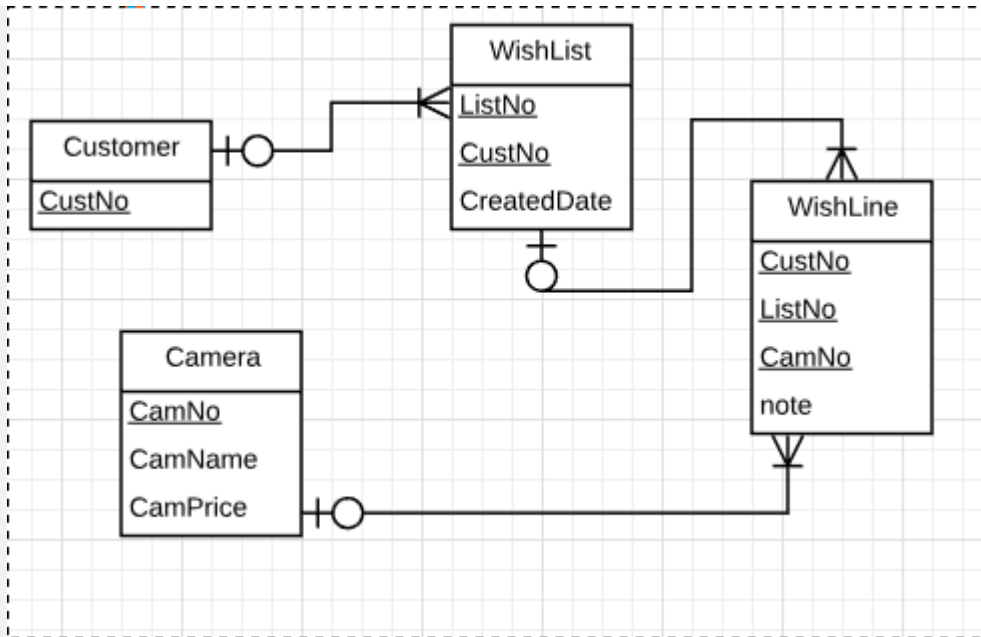 WishList
ListNo
CustNo
CreatedDate
Customer
CustNo
WishLine
CustNo
ListNo
CamNo
note
Camera
CamNo
CamName
CamPrice